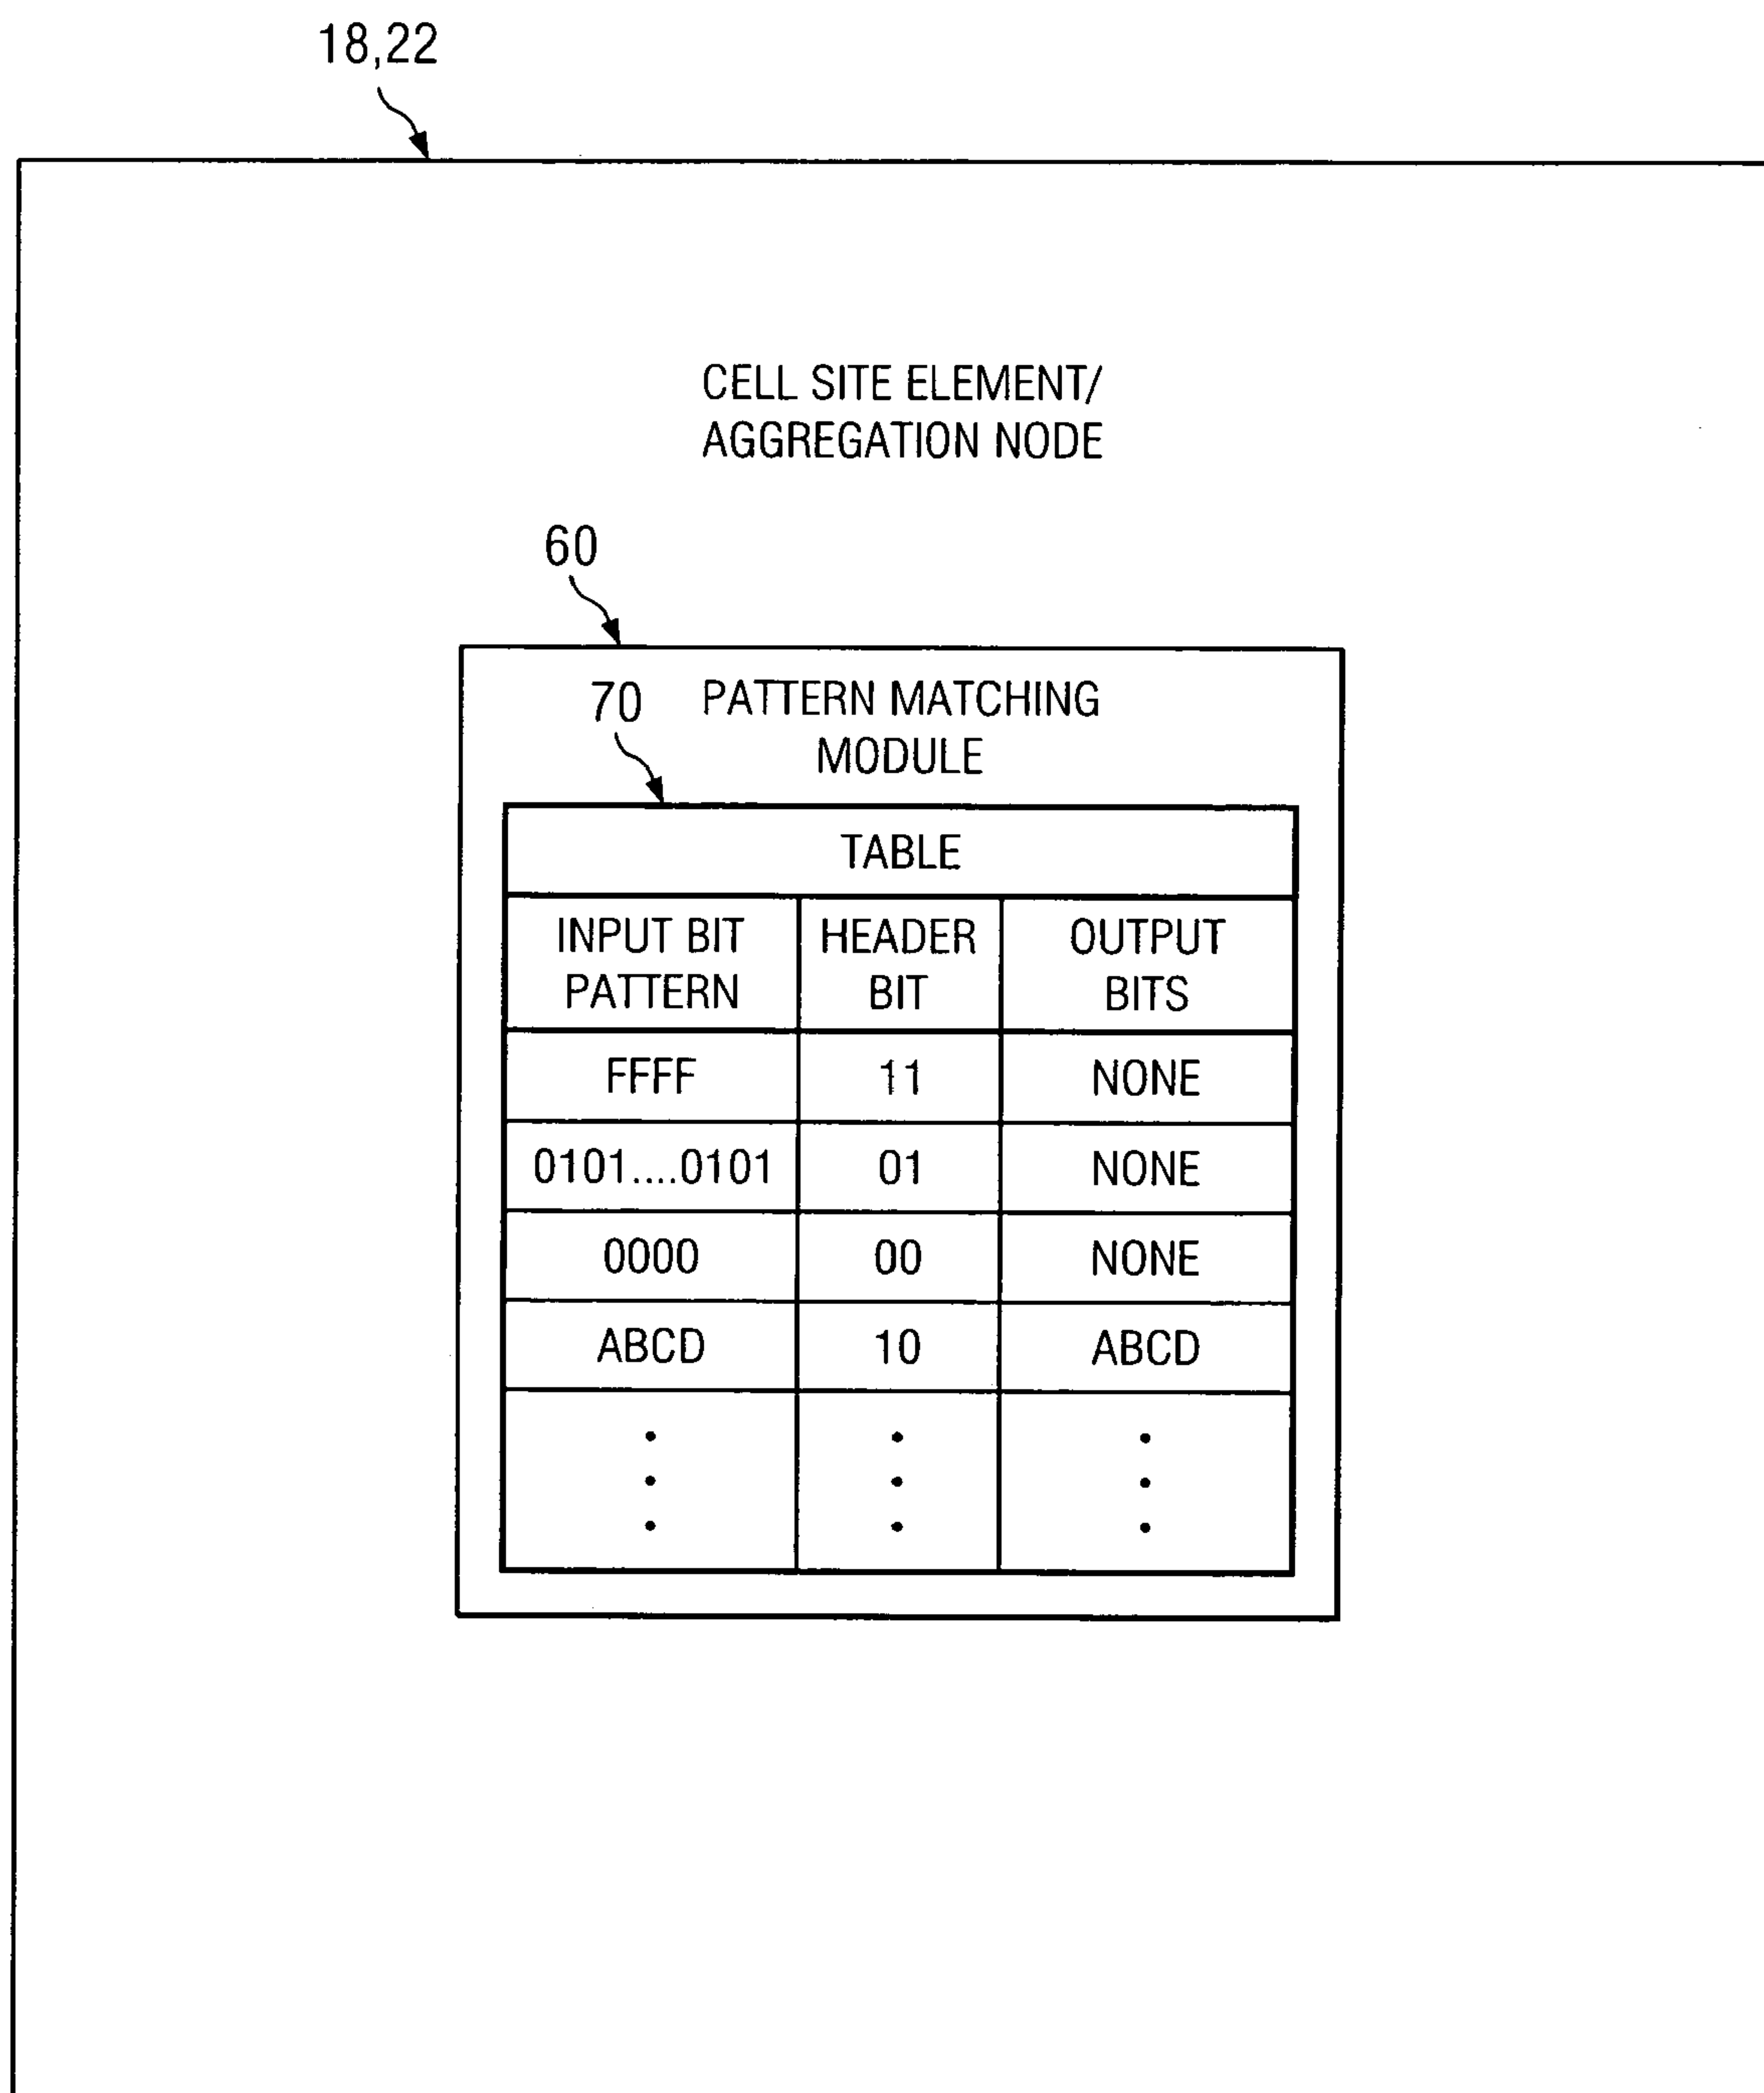 18,22
CELL SITE ELEMENT/
AGGREGATION NODE
60
70
PATTERN MATCHING
MODULE
TABLE
INPUT BIT
PATTERN
HEADER
BIT
OUTPUT
BITS
FFFF 11 NONE
0101....0101 01 NONE
0000 00 NONE
ABCD 10 ABCD